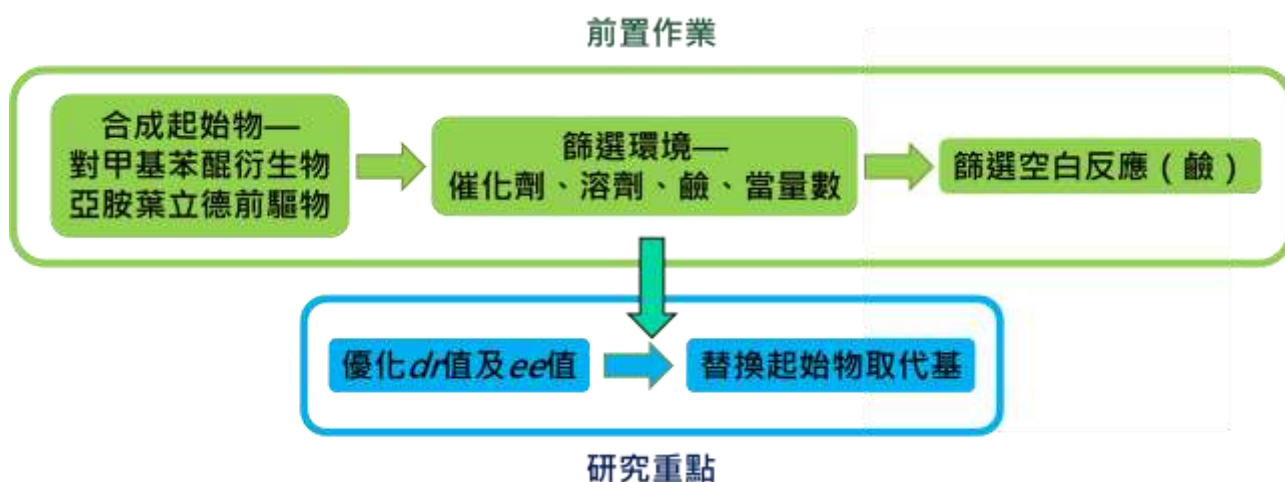 前置作業
合成起始物—
對甲基苯醌衍生物
亞胺葉立德前驅物
篩選環境—
催化劑、溶劑、鹼、當量數
篩選空白反應（鹼）
優化dr值及ee值
替換起始物取代基
研究重點